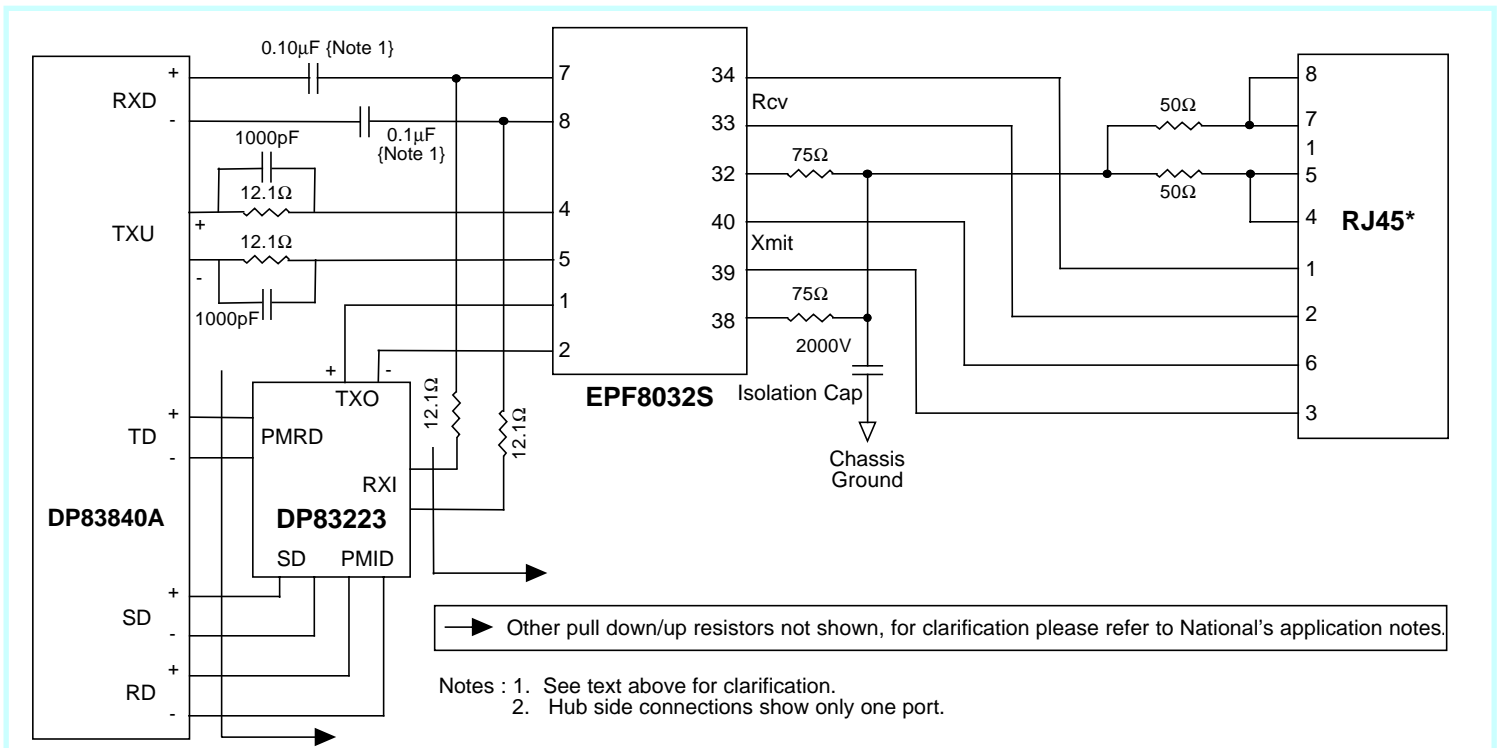 0.10μF {Note 1}
+
RXD
-
0.1μF
{Note 1}
1000pF
12.1Ω
+
TXU
12.1Ω
-
1000pF
7
8
4
5
1
2
34
Rcv
33
32
40
Xmit
39
38
EPF8032S
75Ω
75Ω
2000V
Isolation Cap
Chassis
Ground
50Ω
50Ω
8
7
1
5
4
RJ45*
1
2
6
3
+ -
TXO
PMRD
RXI
DP83223
SD PMID
12.1Ω
12.1Ω
+
TD
-
DP83840A
+
SD
-
+
RD
-
Other pull down/up resistors not shown, for clarification please refer to National's application notes.
Notes : 1. See text above for clarification.
2. Hub side connections show only one port.